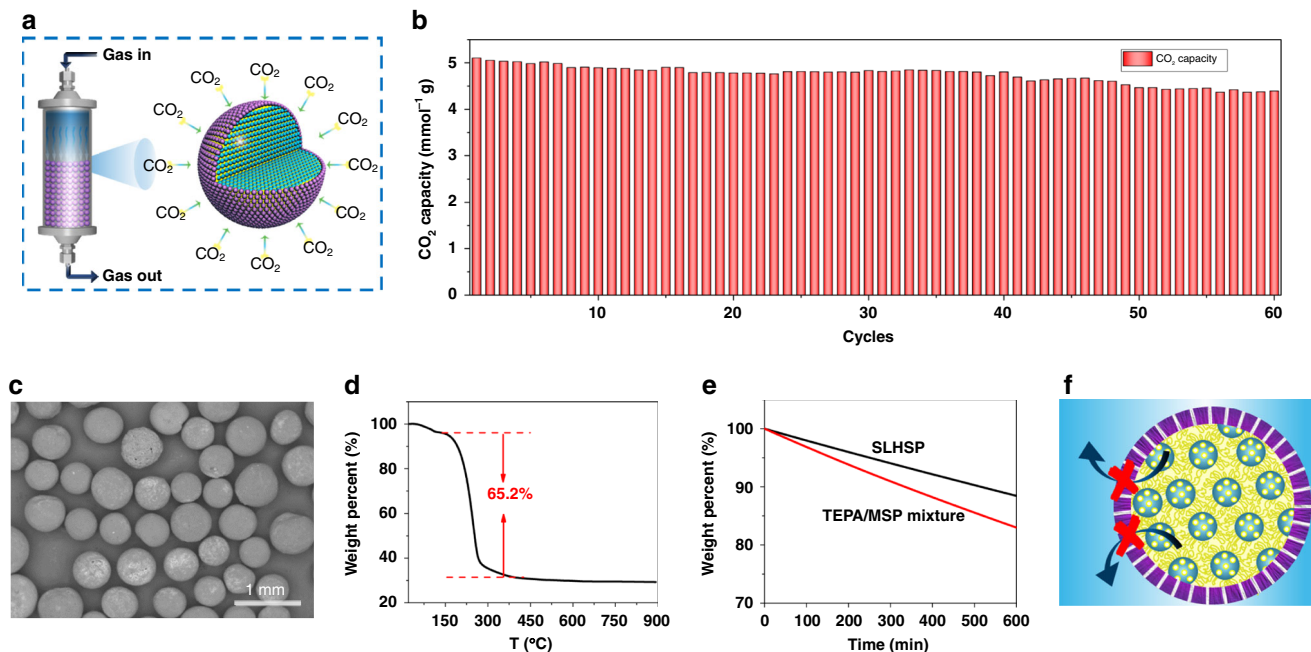 a
Gas in
CO₂
CO₂
CO₂
CO₂
CO₂
CO₂
CO₂
CO₂
CO₂
CO₂
CO₂
CO₂
Gas out
b
CO₂ capacity (mmol⁻¹ g)
5
4
3
2
1
0
CO₂ capacity
10
20
30
40
50
60
Cycles
c
1 mm
d
Weight percent (%)
100
80
60
40
20
65.2%
150
300
450
600
750
900
T (°C)
e
Weight percent (%)
100
90
80
70
SLHSP
TEPA/MSP mixture
0
100
200
300
400
500
600
Time (min)
f